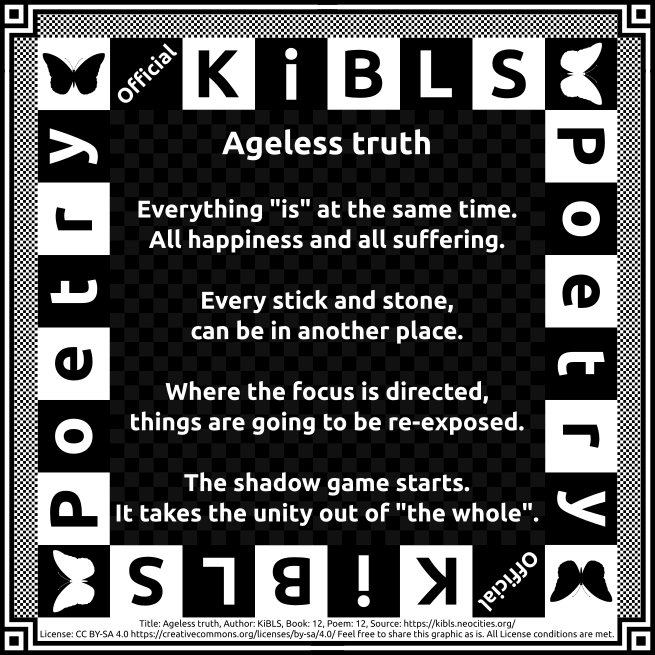 Official KiBLS
Poetry
Poetry
Ageless truth
Everything "is" at the same time.
All happiness and all suffering.
Every stick and stone,
can be in another place.
Where the focus is directed,
things are going to be re-exposed.
The shadow game starts.
It takes the unity out of "the whole".
Official KiBLS
Title: Ageless truth, Author: KiBLS, Book: 12, Poem: 12, Source: https://kibls.neocities.org/
License: CC BY-SA 4.0 https://creativecommons.org/licenses/by-sa/4.0/ Feel free to share this graphic as is. All License conditions are met.